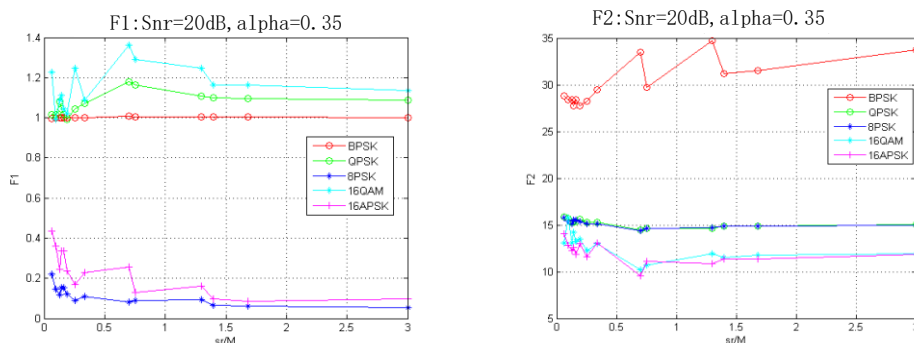 F1:Snr=20dB,alpha=0.35
1.4
1.2
1
0.8
0.6
0.4
0.2
0
F1
BPSK
QPSK
8PSK
16QAM
16APSK
0 0.5 1 1.5 2 2.5 3
sr/M
F2:Snr=20dB,alpha=0.35
35
30
25
20
15
10
5
F2
BPSK
QPSK
8PSK
16QAM
16APSK
0 0.5 1 1.5 2 2.5 3
sr/M